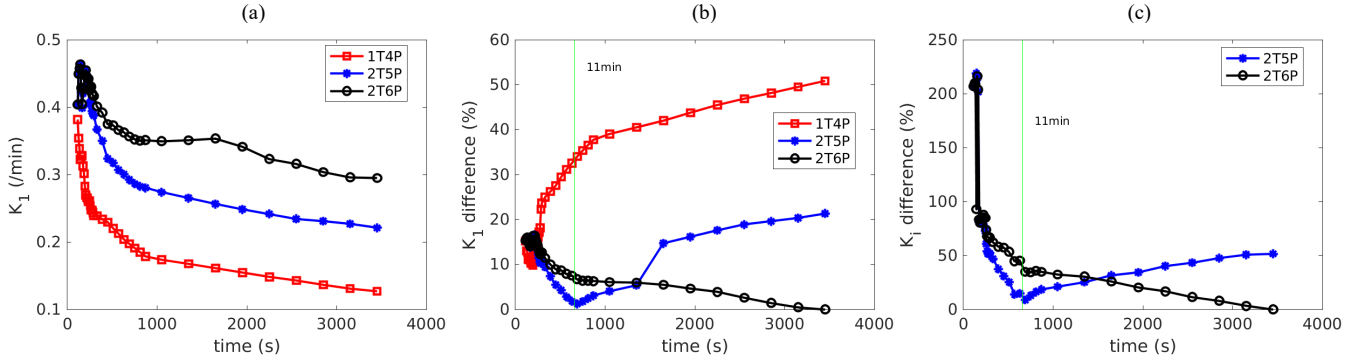 (a)
K1 (/min)
0.5
0.4
0.3
0.2
0.1
0
1000
2000
3000
4000
time (s)
1T4P
2T5P
2T6P
(b)
K1 difference (%)
60
50
40
30
20
10
0
0
1000
2000
3000
4000
time (s)
11min
1T4P
2T5P
2T6P
(c)
Ki difference (%)
250
200
150
100
50
0
0
1000
2000
3000
4000
time (s)
11min
2T5P
2T6P